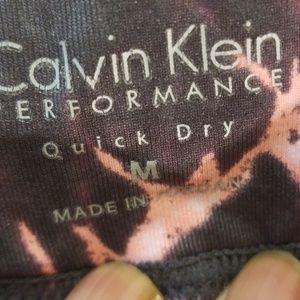 Calvin Klein
PERFORMANCE
Quick Dry
M
MADE IN